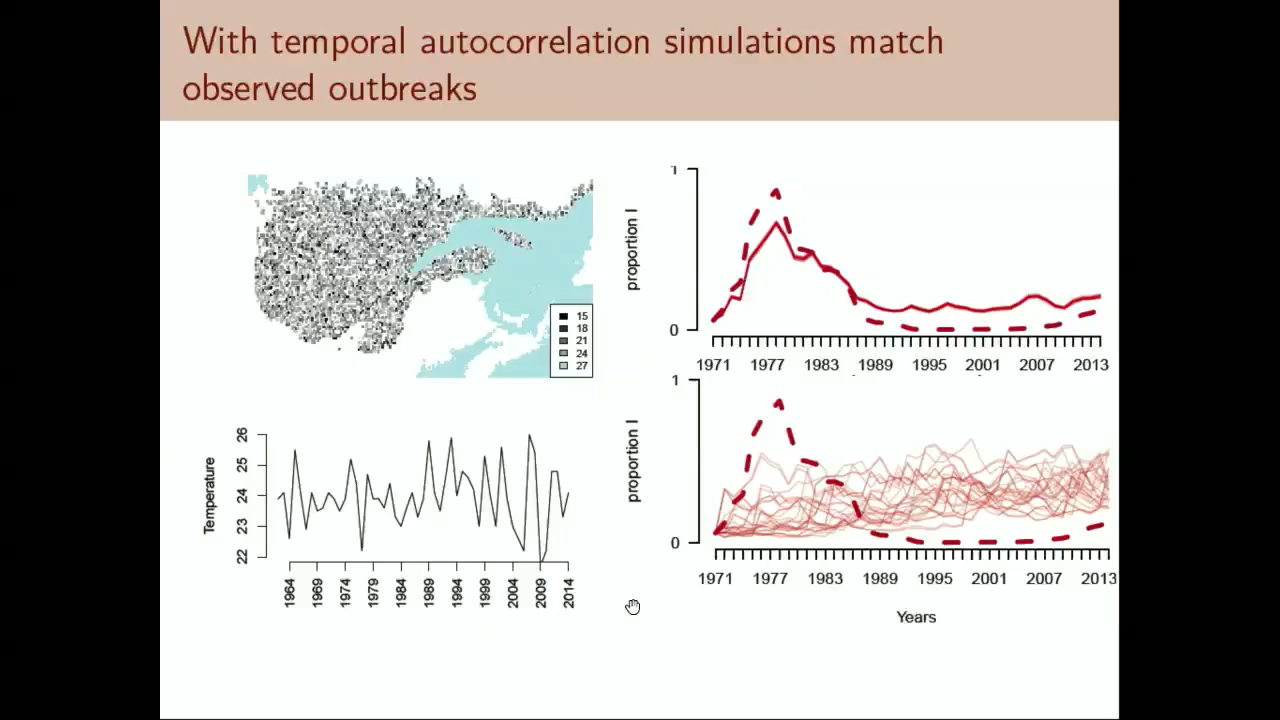 With temporal autocorrelation simulations match
observed outbreaks
15
18
21
24
27
Temperature
26
25
24
23
22
1964 1969 1974 1979 1984 1989 1994 1999 2004 2009 2014
proportion I
1
0
1971 1977 1983 1989 1995 2001 2007 2013
proportion I
1
0
1971 1977 1983 1989 1995 2001 2007 2013
Years